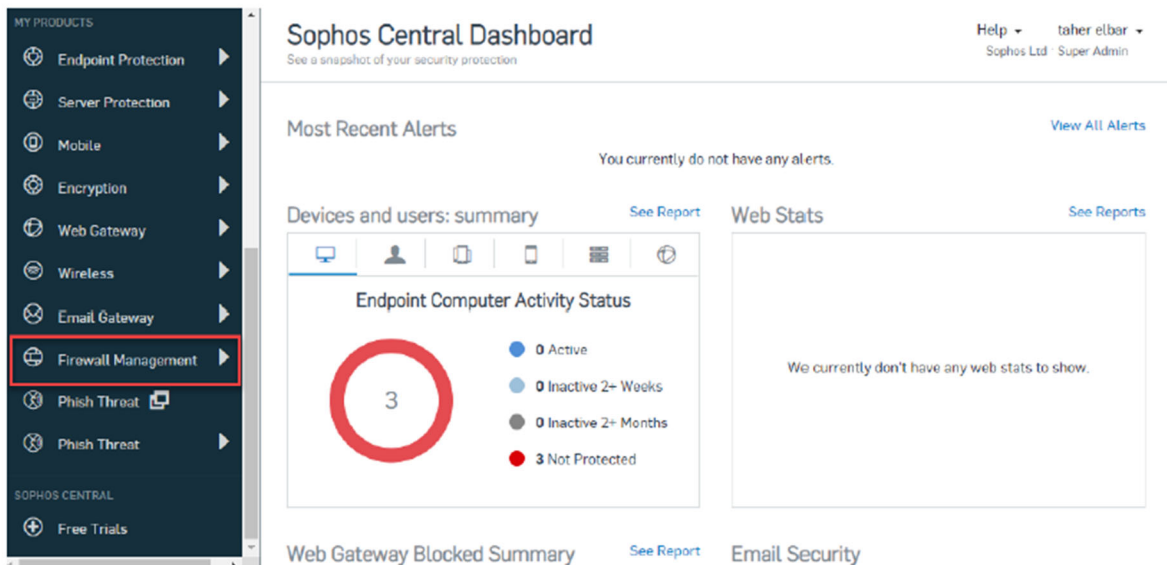 MY PRODUCTS
Endpoint Protection
Server Protection
Mobile
Encryption
Web Gateway
Wireless
Email Gateway
Firewall Management
Phish Threat
Phish Threat
SOPHOS CENTRAL
Free Trials
Sophos Central Dashboard
See a snapshot of your security protection
Help
taher elbar
Sophos Ltd · Super Admin
Most Recent Alerts
View All Alerts
You currently do not have any alerts.
Devices and users: summary
See Report
Endpoint Computer Activity Status
3
0 Active
0 Inactive 2+ Weeks
0 Inactive 2+ Months
3 Not Protected
Web Stats
See Reports
We currently don't have any web stats to show.
Web Gateway Blocked Summary
See Report
Email Security